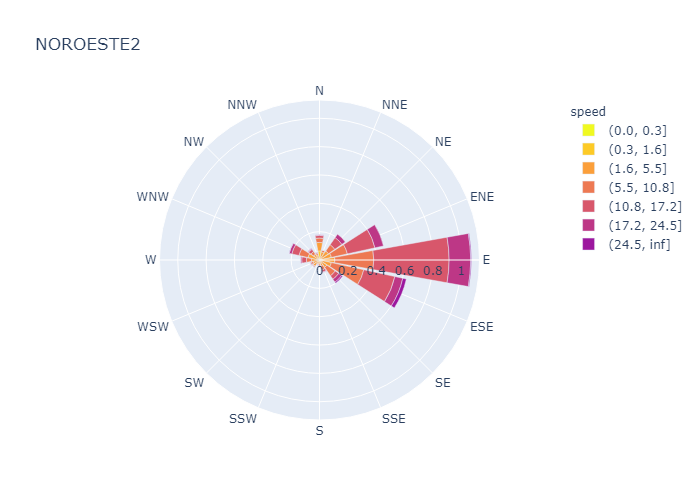 NOROESTE2
N
NNE
NE
ENE
E
ESE
SE
SSE
S
SSW
SW
WSW
W
WNW
NW
NNW
0 0.2 0.4 0.6 0.8 1
speed
(0.0, 0.3]
(0.3, 1.6]
(1.6, 5.5]
(5.5, 10.8]
(10.8, 17.2]
(17.2, 24.5]
(24.5, inf]